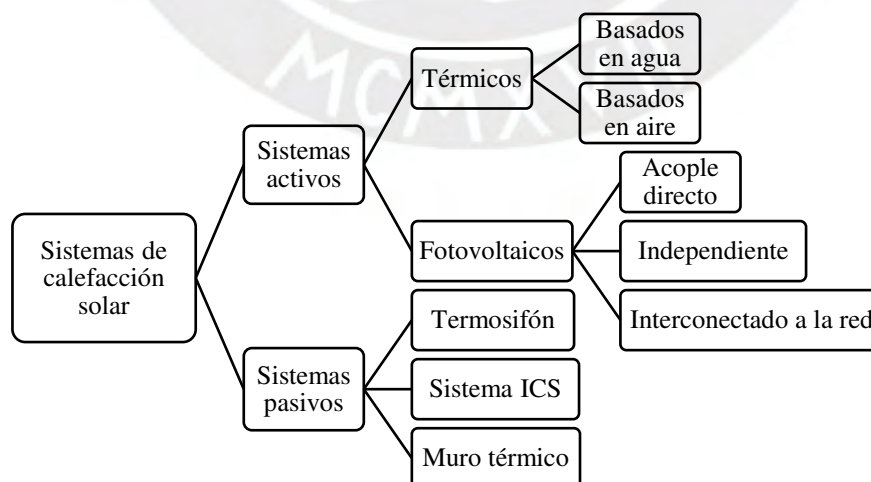 MCMXVII
Sistemas de
calefacción
solar
Sistemas
activos
Térmicos
Basados
en agua
Basados
en aire
Fotovoltaicos
Acople
directo
Independiente
Interconectado a la red
Sistemas
pasivos
Termosifón
Sistema ICS
Muro térmico